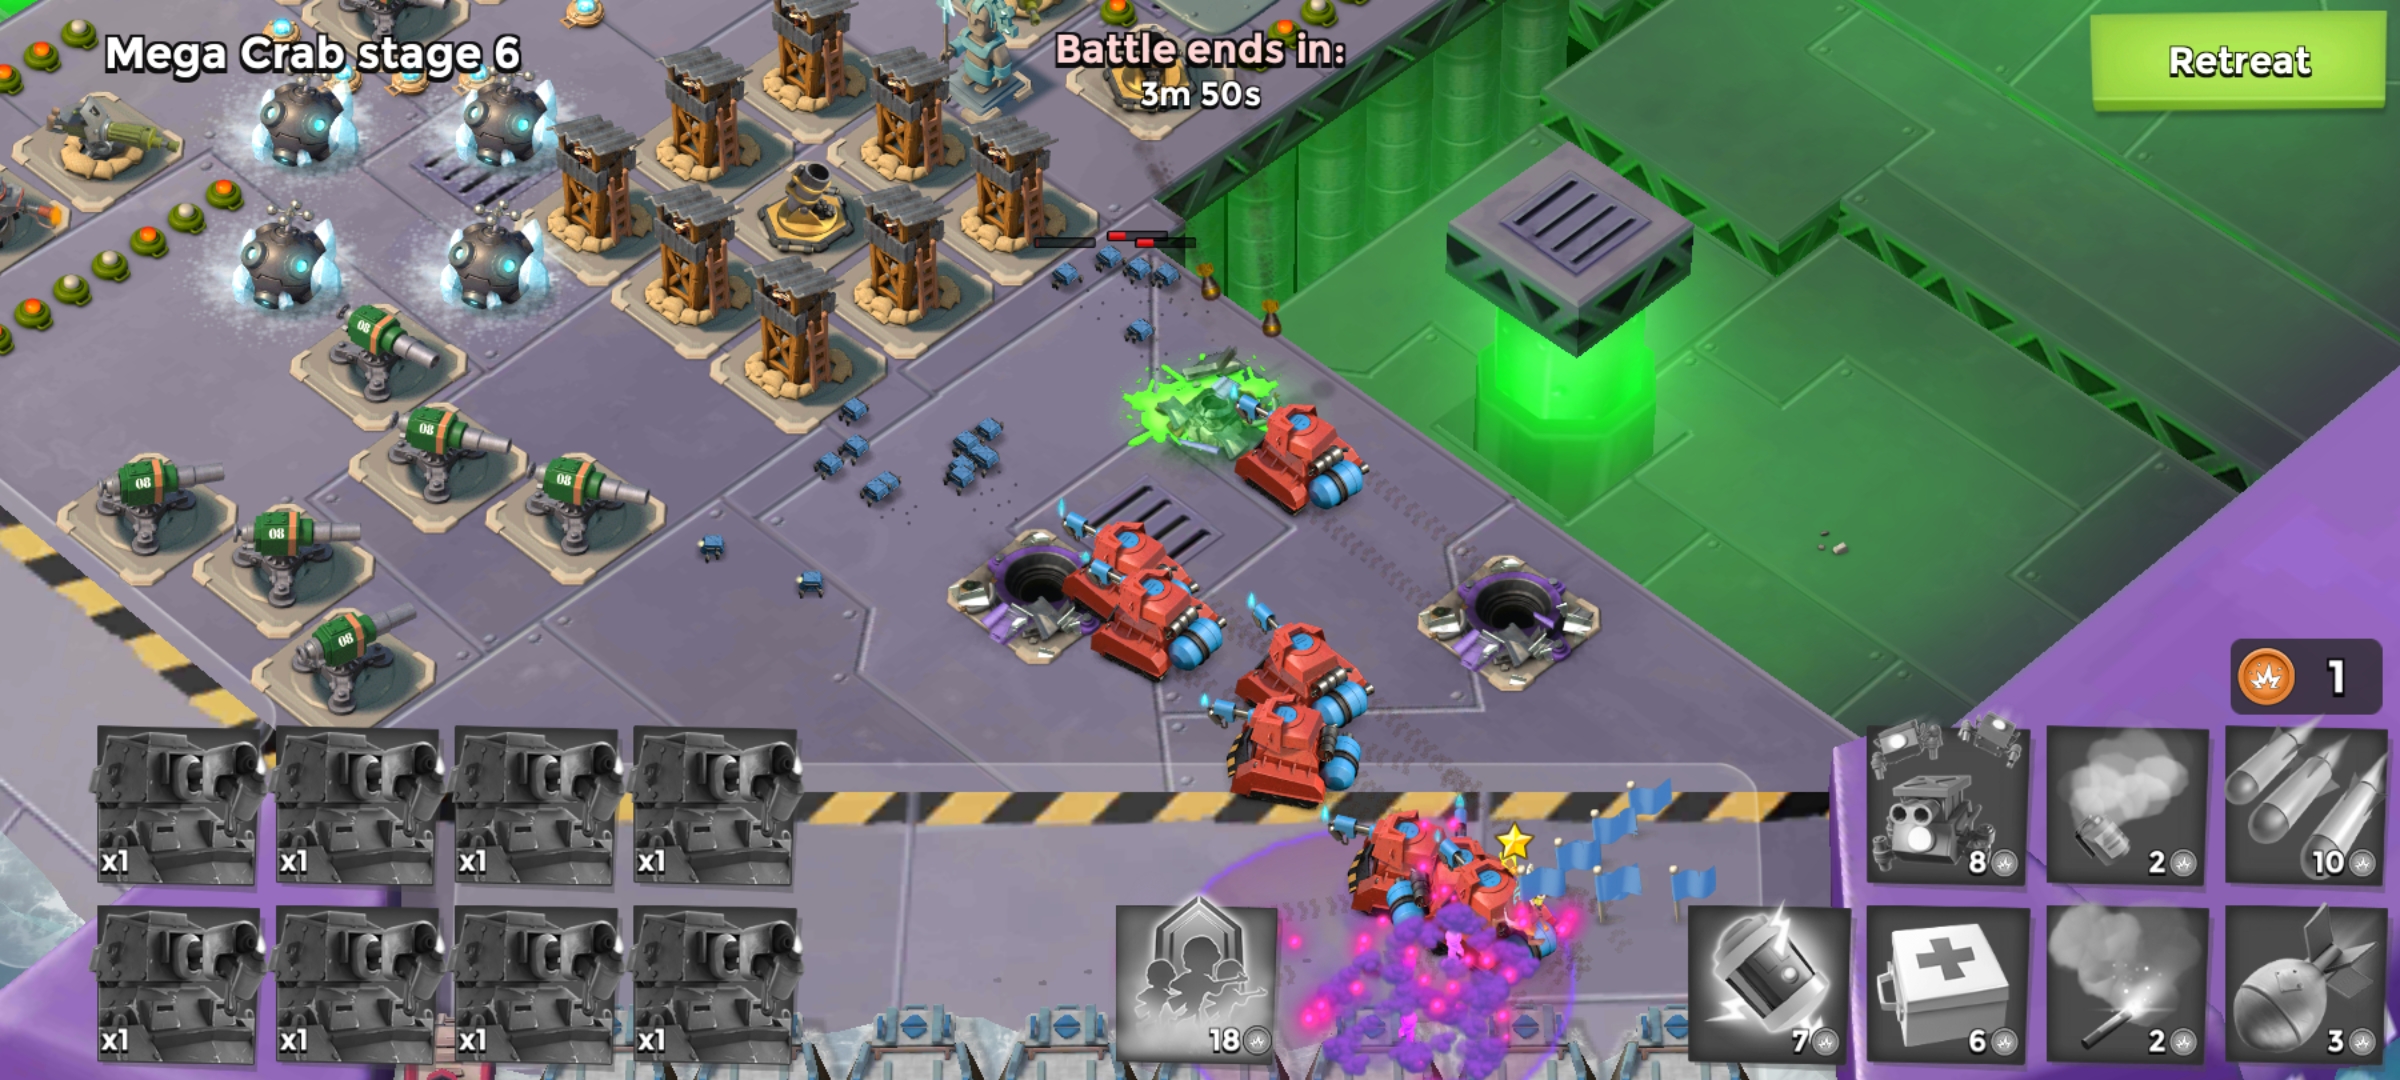 Mega Crab stage 6
Battle ends in:
3m 50s
Retreat
08
08
08
08
08
08
1
x1
x1
x1
x1
8
2
10
x1
x1
x1
x1
18
7
6
2
3